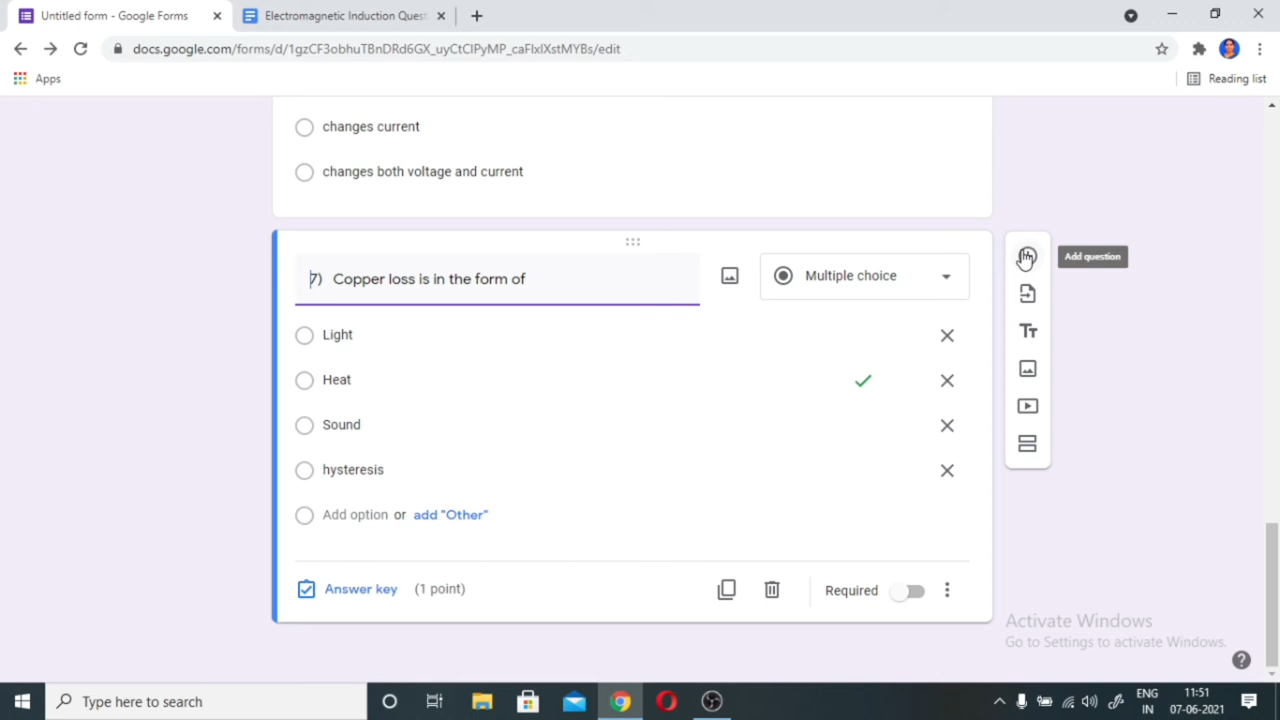 Untitled form - Google Forms
Electromagnetic Induction Quest
docs.google.com/forms/d/1gzCF3obhuTBnDRd6GX_uyCtCIPyMP_caFlxlXstMYBs/edit
Apps
Reading list
changes current
changes both voltage and current
7) Copper loss is in the form of
Multiple choice
Add question
Light
Heat
Sound
hysteresis
Add option or add "Other"
Answer key (1 point)
Required
Activate Windows
Go to Settings to activate Windows.
Type here to search
ENG
IN
11:51
07-06-2021